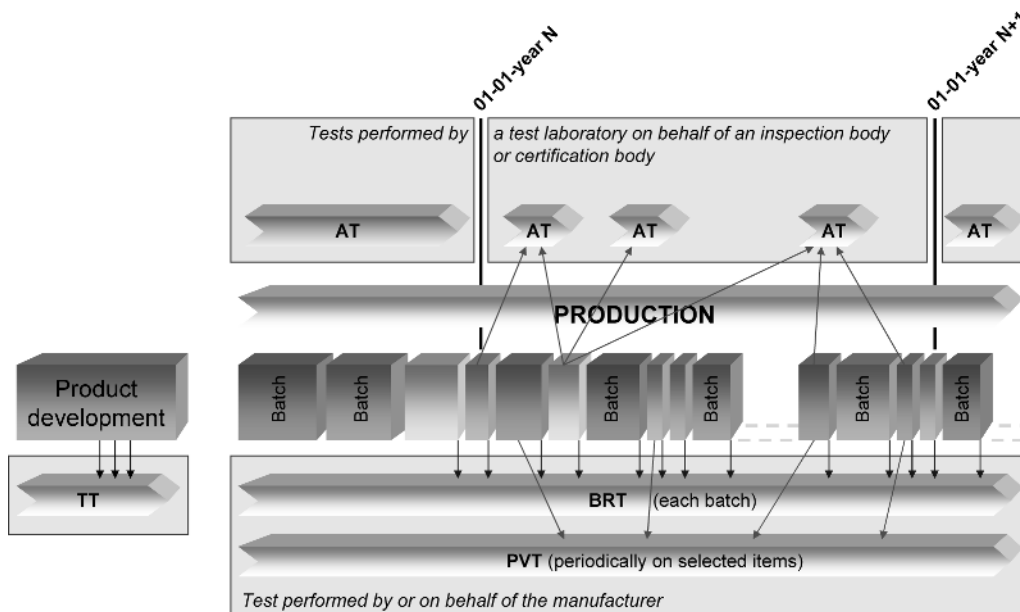 01-01-year N
01-01-year N+1
Tests performed by
a test laboratory on behalf of an inspection body
or certification body
AT
AT
AT
AT
AT
PRODUCTION
Product
development
Batch
Batch
Batch
Batch
Batch
Batch
TT
BRT (each batch)
PVT (periodically on selected items)
Test performed by or on behalf of the manufacturer